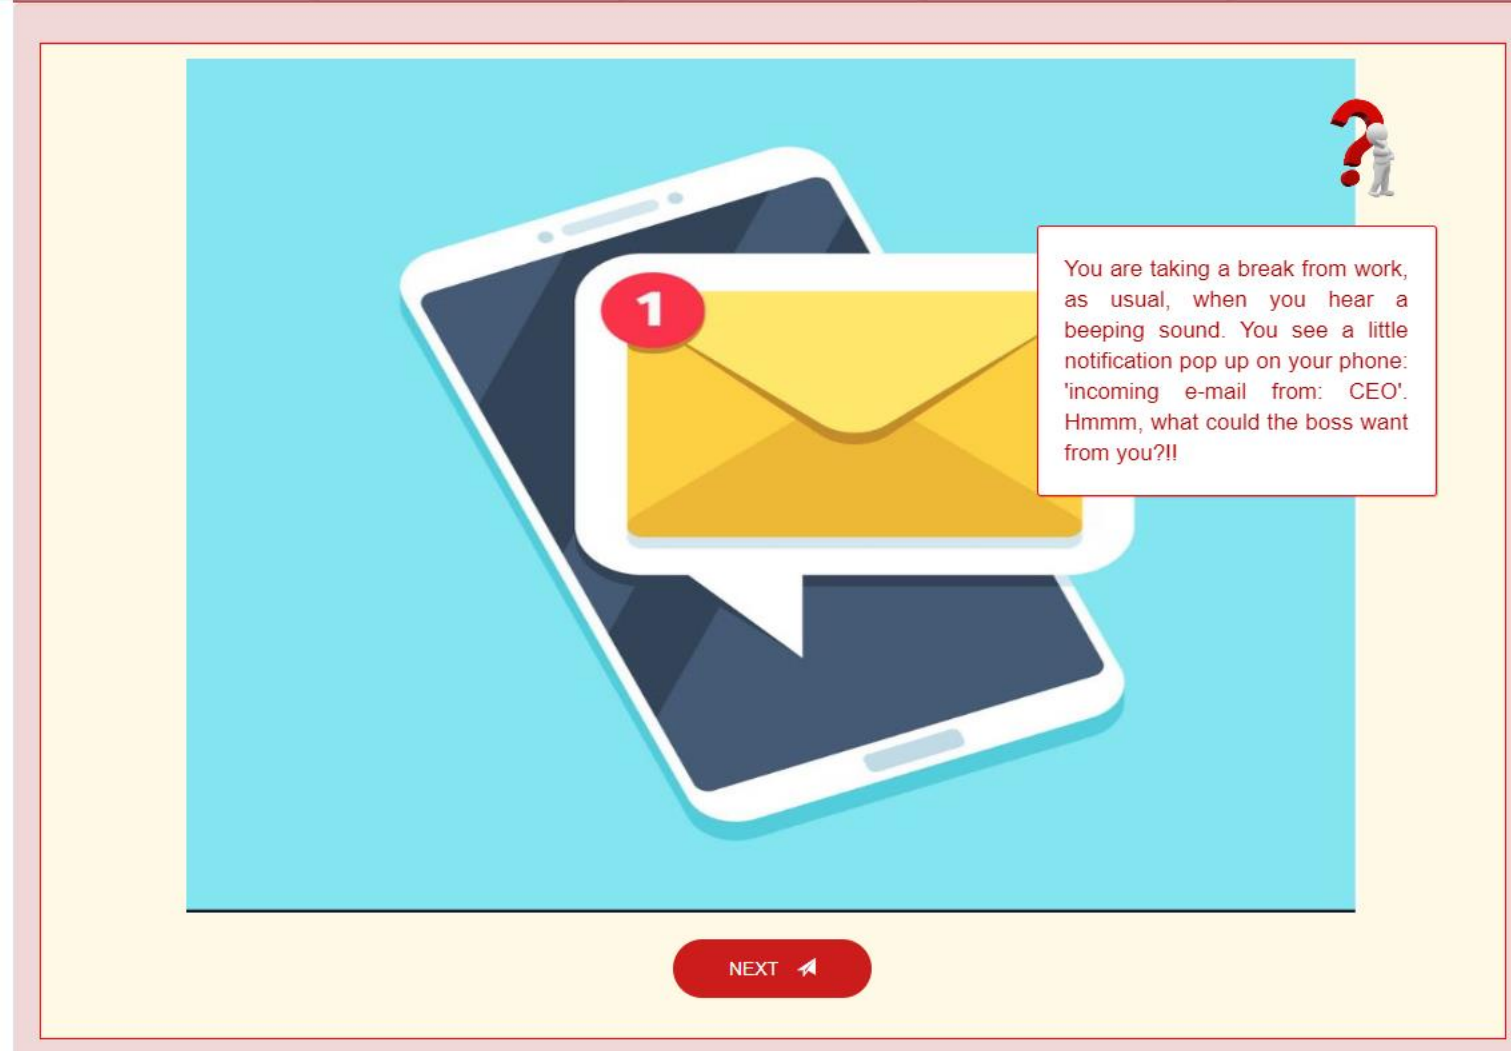 1
You are taking a break from work,
as usual, when you hear a
beeping sound. You see a little
notification pop up on your phone:
'incoming e-mail from: CEO'.
Hmmm, what could the boss want
from you?!!
NEXT